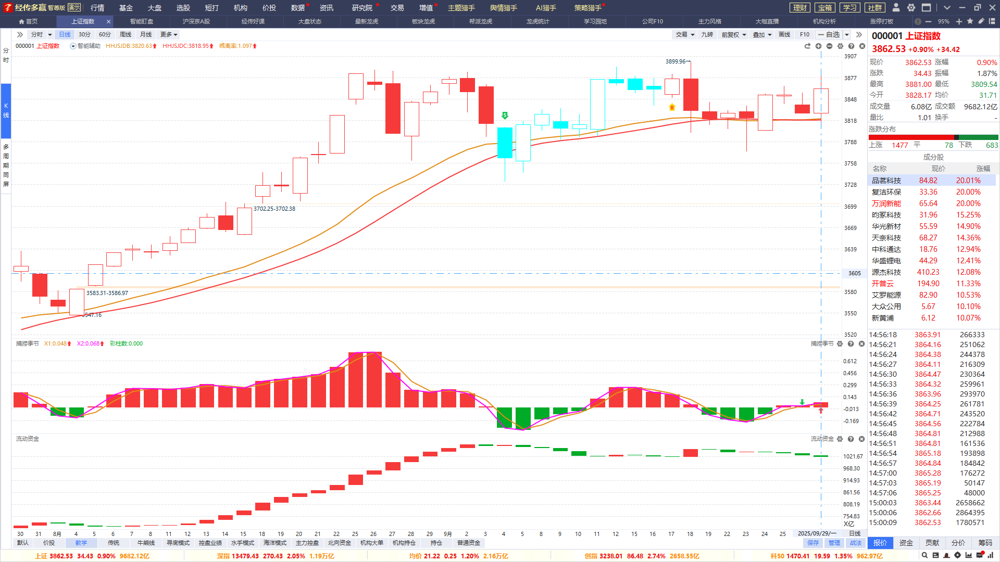 经传多赢 智尊版 演示 行情 基金 大盘 选股 短打 机构 价投 数据 资讯 研究院 交易 增值 主题猎手 舆情猎手 AI猎手 策略猎手 理财 宝箱 学习 社群
首页 上证指数 智能盯盘 沪深京A股 经传好课 大盘状态 最新龙虎 板块龙虎 帮派龙虎 龙虎统计 学习园地 公司F10 主力风格 大咖直播 机构分析 涨停打板 95%
分时 日线 30分 60分 周线 月线 更多 交易 九转 前复权 叠加 画线 F10 一 自选
000001 上证指数 智能辅助 HHJSJDB:3820.63 HHJSJDC:3818.95 乖离率:1.097
分时
K线
多周期同屏
3899.96
3702.25-3702.38
3583.31-3586.97
3547.16
S
B
3907
3877
3848
3818
3788
3758
3728
3699
3669
3639
3605
3580
3550
3520
捕捞季节 X1:0.048 X2:0.068 彩柱数:0.000 捕捞季节
0.612
0.456
0.299
0.143
-0.013
-0.169
流动资金 流动资金
1021.67
968.30
914.93
861.56
808.19
754.83
X亿
30 31 8月 4 5 6 7 8 11 12 13 14 15 18 19 20 21 22 25 26 27 28 29 9月 2 3 4 5 8 9 10 11 12 15 16 17 18 19 22 23 24 25 2025/09/29/一 日线
默认 价投 教学 传统 牛熊线 寻底模式 控盘业绩 水手模式 海洋模式 主力控盘 北向资金 机构大单 机构持仓 持仓 普通资金 保存 管理 战法
000001 上证指数
3862.53 +0.90% +34.42
现价 3862.53 涨幅 0.90%
涨跌 34.43 振幅 1.87%
最高 3881.00 最低 3809.54
今开 3828.17 均价 31.71
成交量 6.08亿 成交额 9682.12亿
量比 1.01 换手 -
涨跌分布
上涨 1477 平 78 下跌 683
成分股
名称 现价 涨幅
品茗科技 84.82 20.01%
复洁环保 33.36 20.00%
万润新能 65.64 20.00%
昀冢科技 31.96 15.25%
华光新材 55.59 14.90%
天奈科技 68.27 14.36%
中科通达 18.76 12.94%
华盛锂电 44.29 12.41%
源杰科技 410.23 12.08%
开普云 194.90 11.33%
艾罗能源 82.90 10.53%
大众公用 5.67 10.10%
新黄浦 6.12 10.07%
14:56:18 3863.91 266333
14:56:21 3864.16 251062
14:56:24 3864.38 244378
14:56:27 3864.11 216309
14:56:30 3864.47 230364
14:56:33 3864.32 259961
14:56:36 3863.96 293970
14:56:39 3864.25 261781
14:56:42 3864.71 243520
14:56:45 3864.56 222784
14:56:48 3864.81 212988
14:56:51 3864.81 161536
14:56:54 3865.18 193898
14:56:57 3864.84 184842
14:57:00 3865.28 176272
14:57:03 3865.19 50147
14:57:06 3865.25 48000
15:00:03 3863.44 2658662
15:00:06 3862.66 2864395
15:00:09 3862.53 1780571
报价 资金 贡献 分价 筹码
上证 3862.53 34.43 0.90% 9682.12亿 深指 13479.43 270.43 2.05% 1.19万亿 均价 21.22 0.25 1.20% 2.16万亿 创指 3238.01 86.48 2.74% 2658.55亿 科50 1470.41 19.59 1.35% 962.97亿